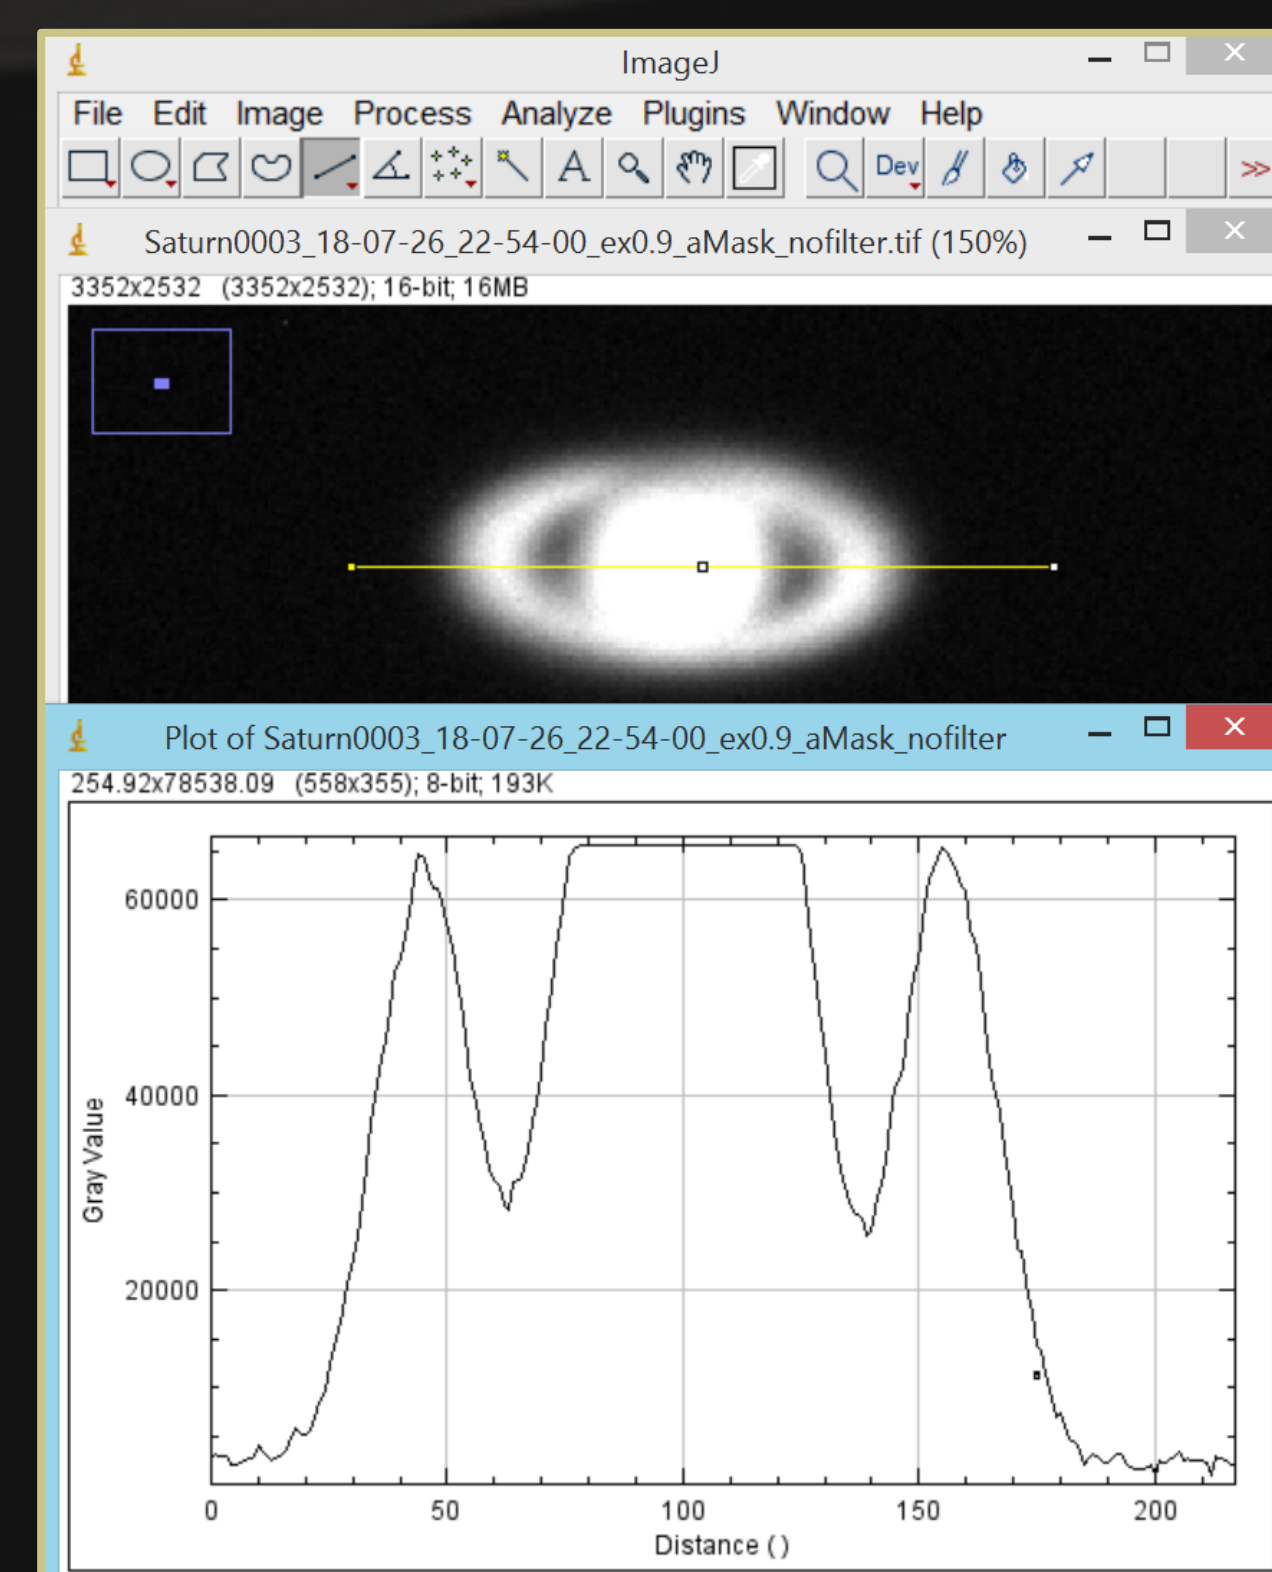 ImageJ
File Edit Image Process Analyze Plugins Window Help
A Dev >>
Saturn0003_18-07-26_22-54-00_ex0.9_aMask_nofilter.tif (150%)
3352x2532 (3352x2532); 16-bit; 16MB
Plot of Saturn0003_18-07-26_22-54-00_ex0.9_aMask_nofilter
254.92x78538.09 (558x355); 8-bit; 193K
60000
40000
20000
Gray Value
0 50 100 150 200
Distance ( )